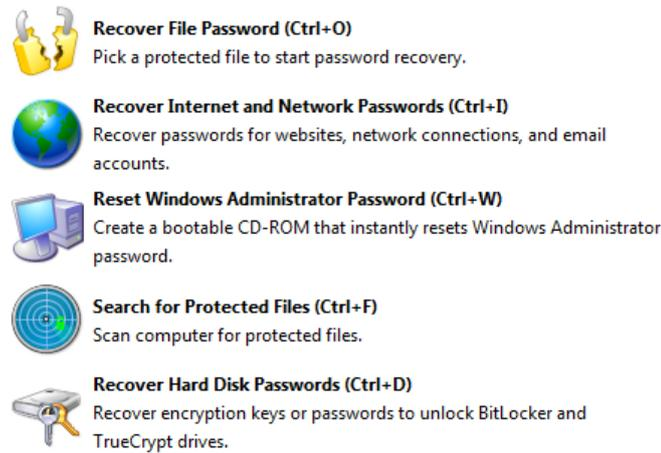 Recover File Password (Ctrl+O)
Pick a protected file to start password recovery.
Recover Internet and Network Passwords (Ctrl+I)
Recover passwords for websites, network connections, and email
accounts.
Reset Windows Administrator Password (Ctrl+W)
Create a bootable CD-ROM that instantly resets Windows Administrator
password.
Search for Protected Files (Ctrl+F)
Scan computer for protected files.
Recover Hard Disk Passwords (Ctrl+D)
Recover encryption keys or passwords to unlock BitLocker and
TrueCrypt drives.